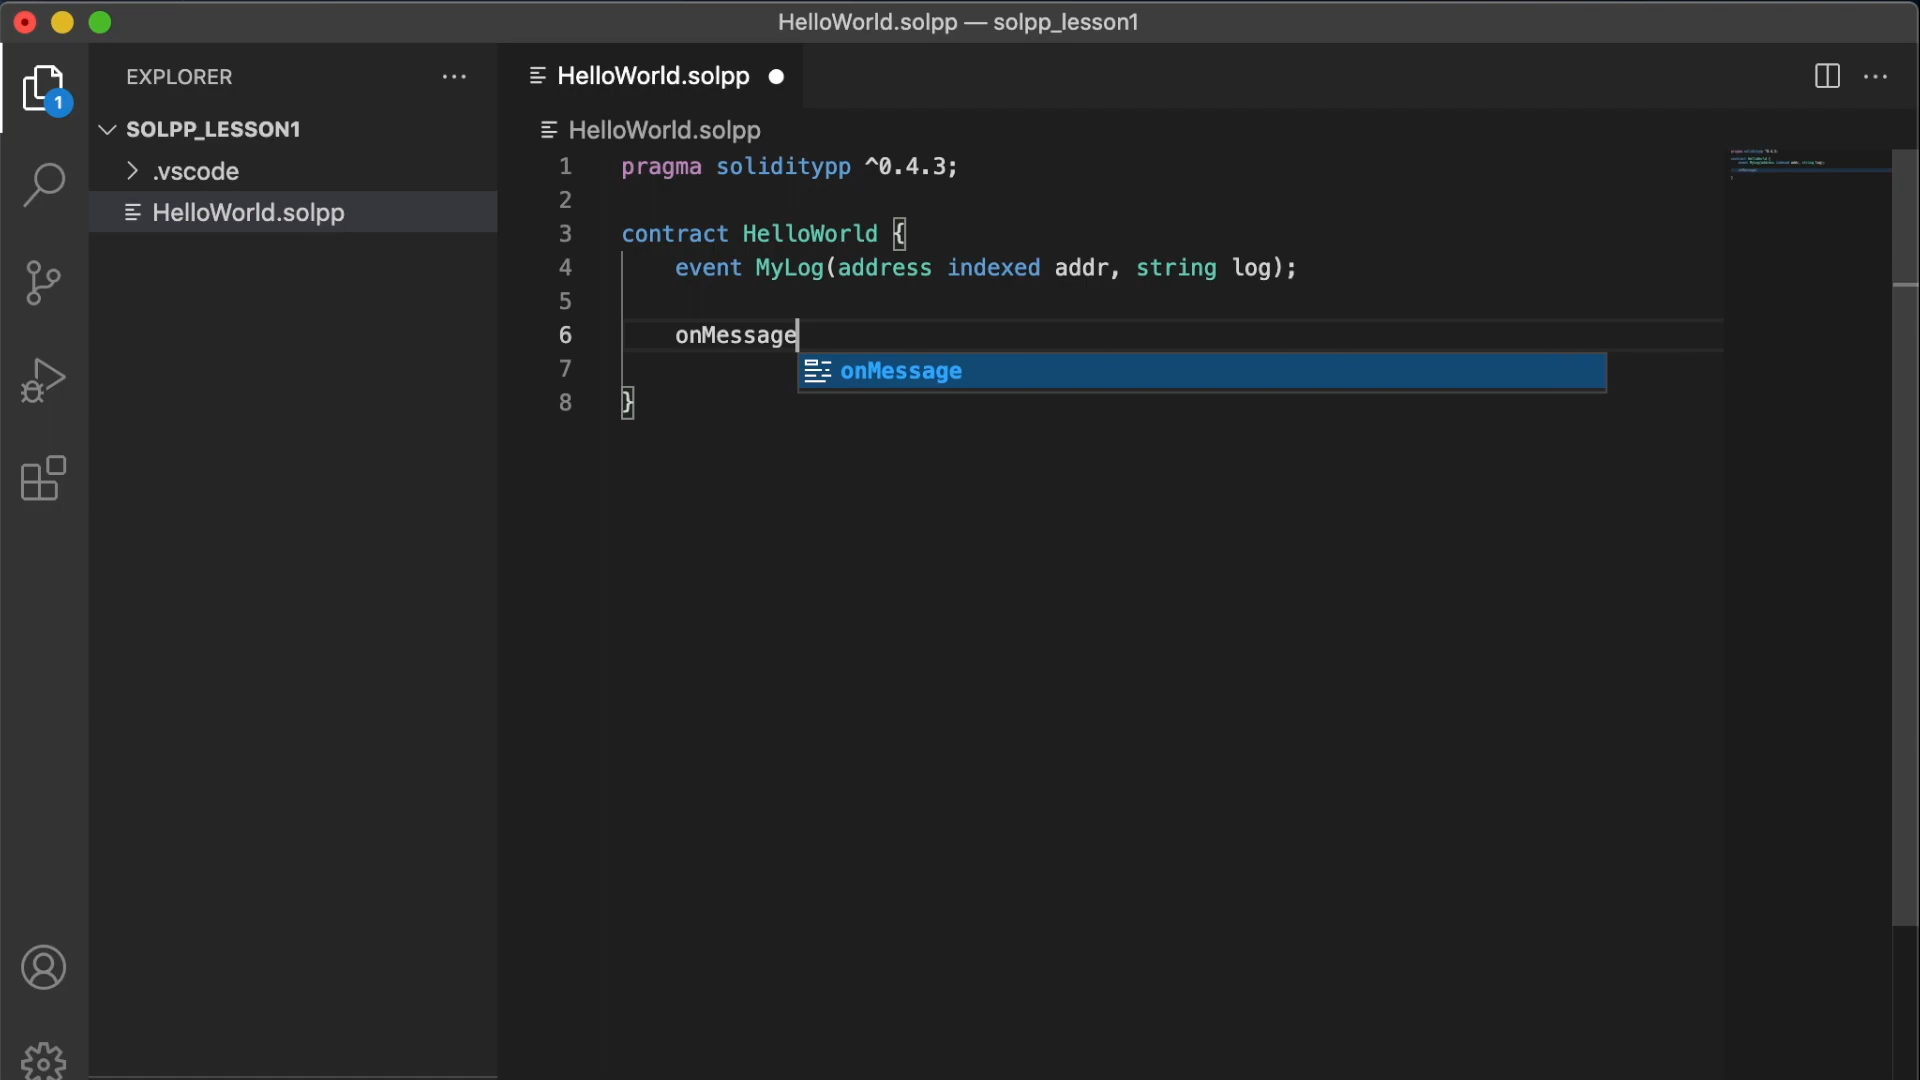 HelloWorld.solpp — solpp_lesson1
EXPLORER
1
SOLPP_LESSON1
.vscode
HelloWorld.solpp
HelloWorld.solpp
HelloWorld.solpp
1 pragma soliditypp ^0.4.3;
2
3 contract HelloWorld {
4 event MyLog(address indexed addr, string log);
5
6 onMessage
onMessage
7
8 }